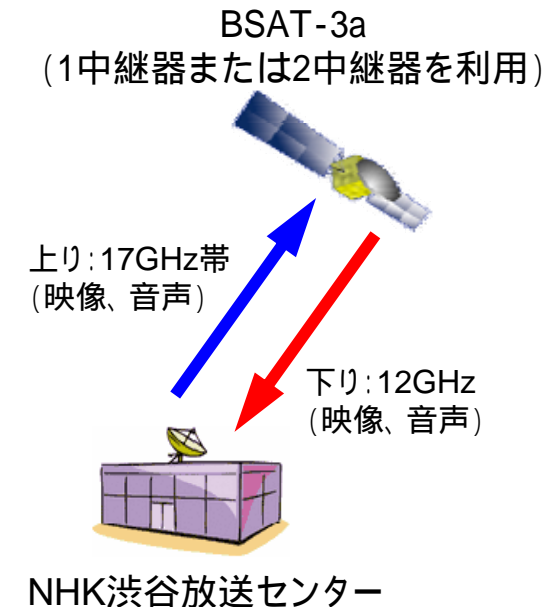 BSAT-3a
(1中継器または2中継器を利用)
上り:17GHz帯
(映像、音声)
下り:12GHz
(映像、音声)
NHK渋谷放送センター